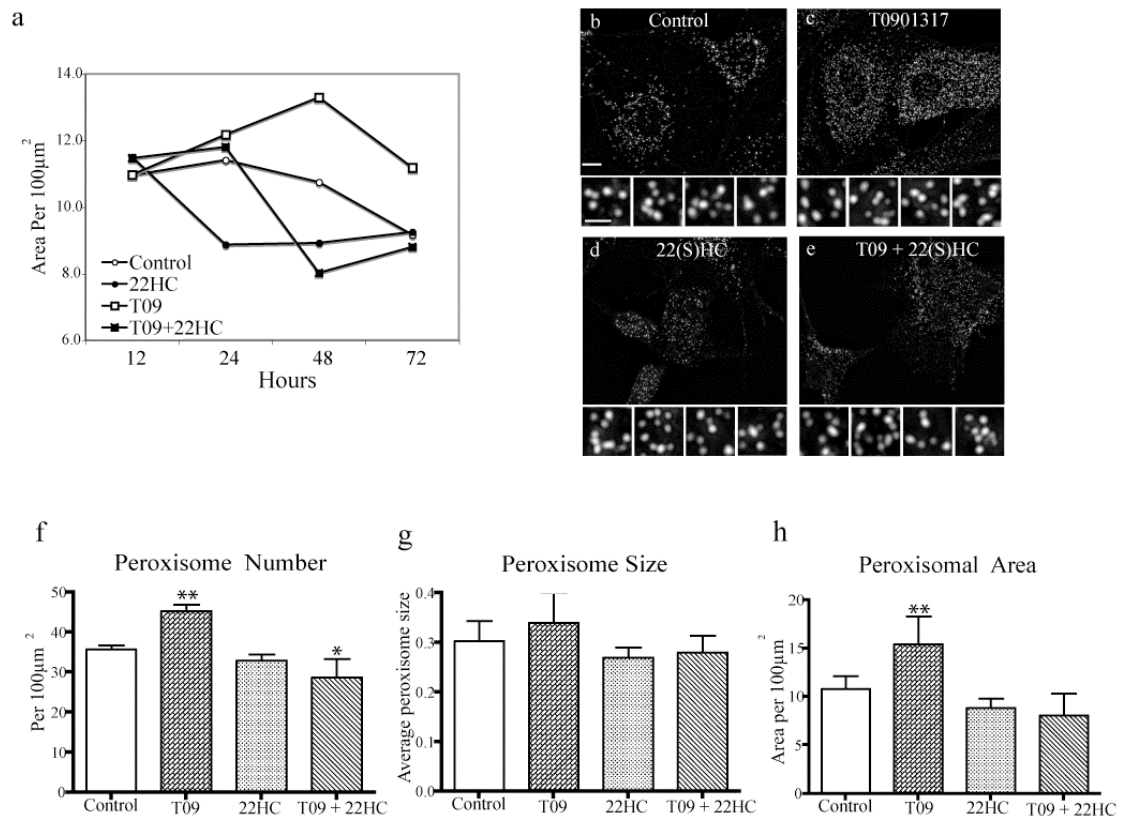 a
14.0
12.0
10.0
8.0
6.0
Area Per 100µm²
Control
22HC
T09
T09+22HC
12 24 48 72
Hours
b Control
c T0901317
d 22(S)HC
e T09 + 22(S)HC
f
Peroxisome Number
50
40
30
20
10
0
Per 100µm²
**
*
Control T09 22HC T09 + 22HC
g
Peroxisome Size
0.4
0.3
0.2
0.1
0.0
Average peroxisome size
Control T09 22HC T09 + 22HC
h
Peroxisomal Area
20
15
10
5
0
Area per 100µm²
**
Control T09 22HC T09 + 22HC